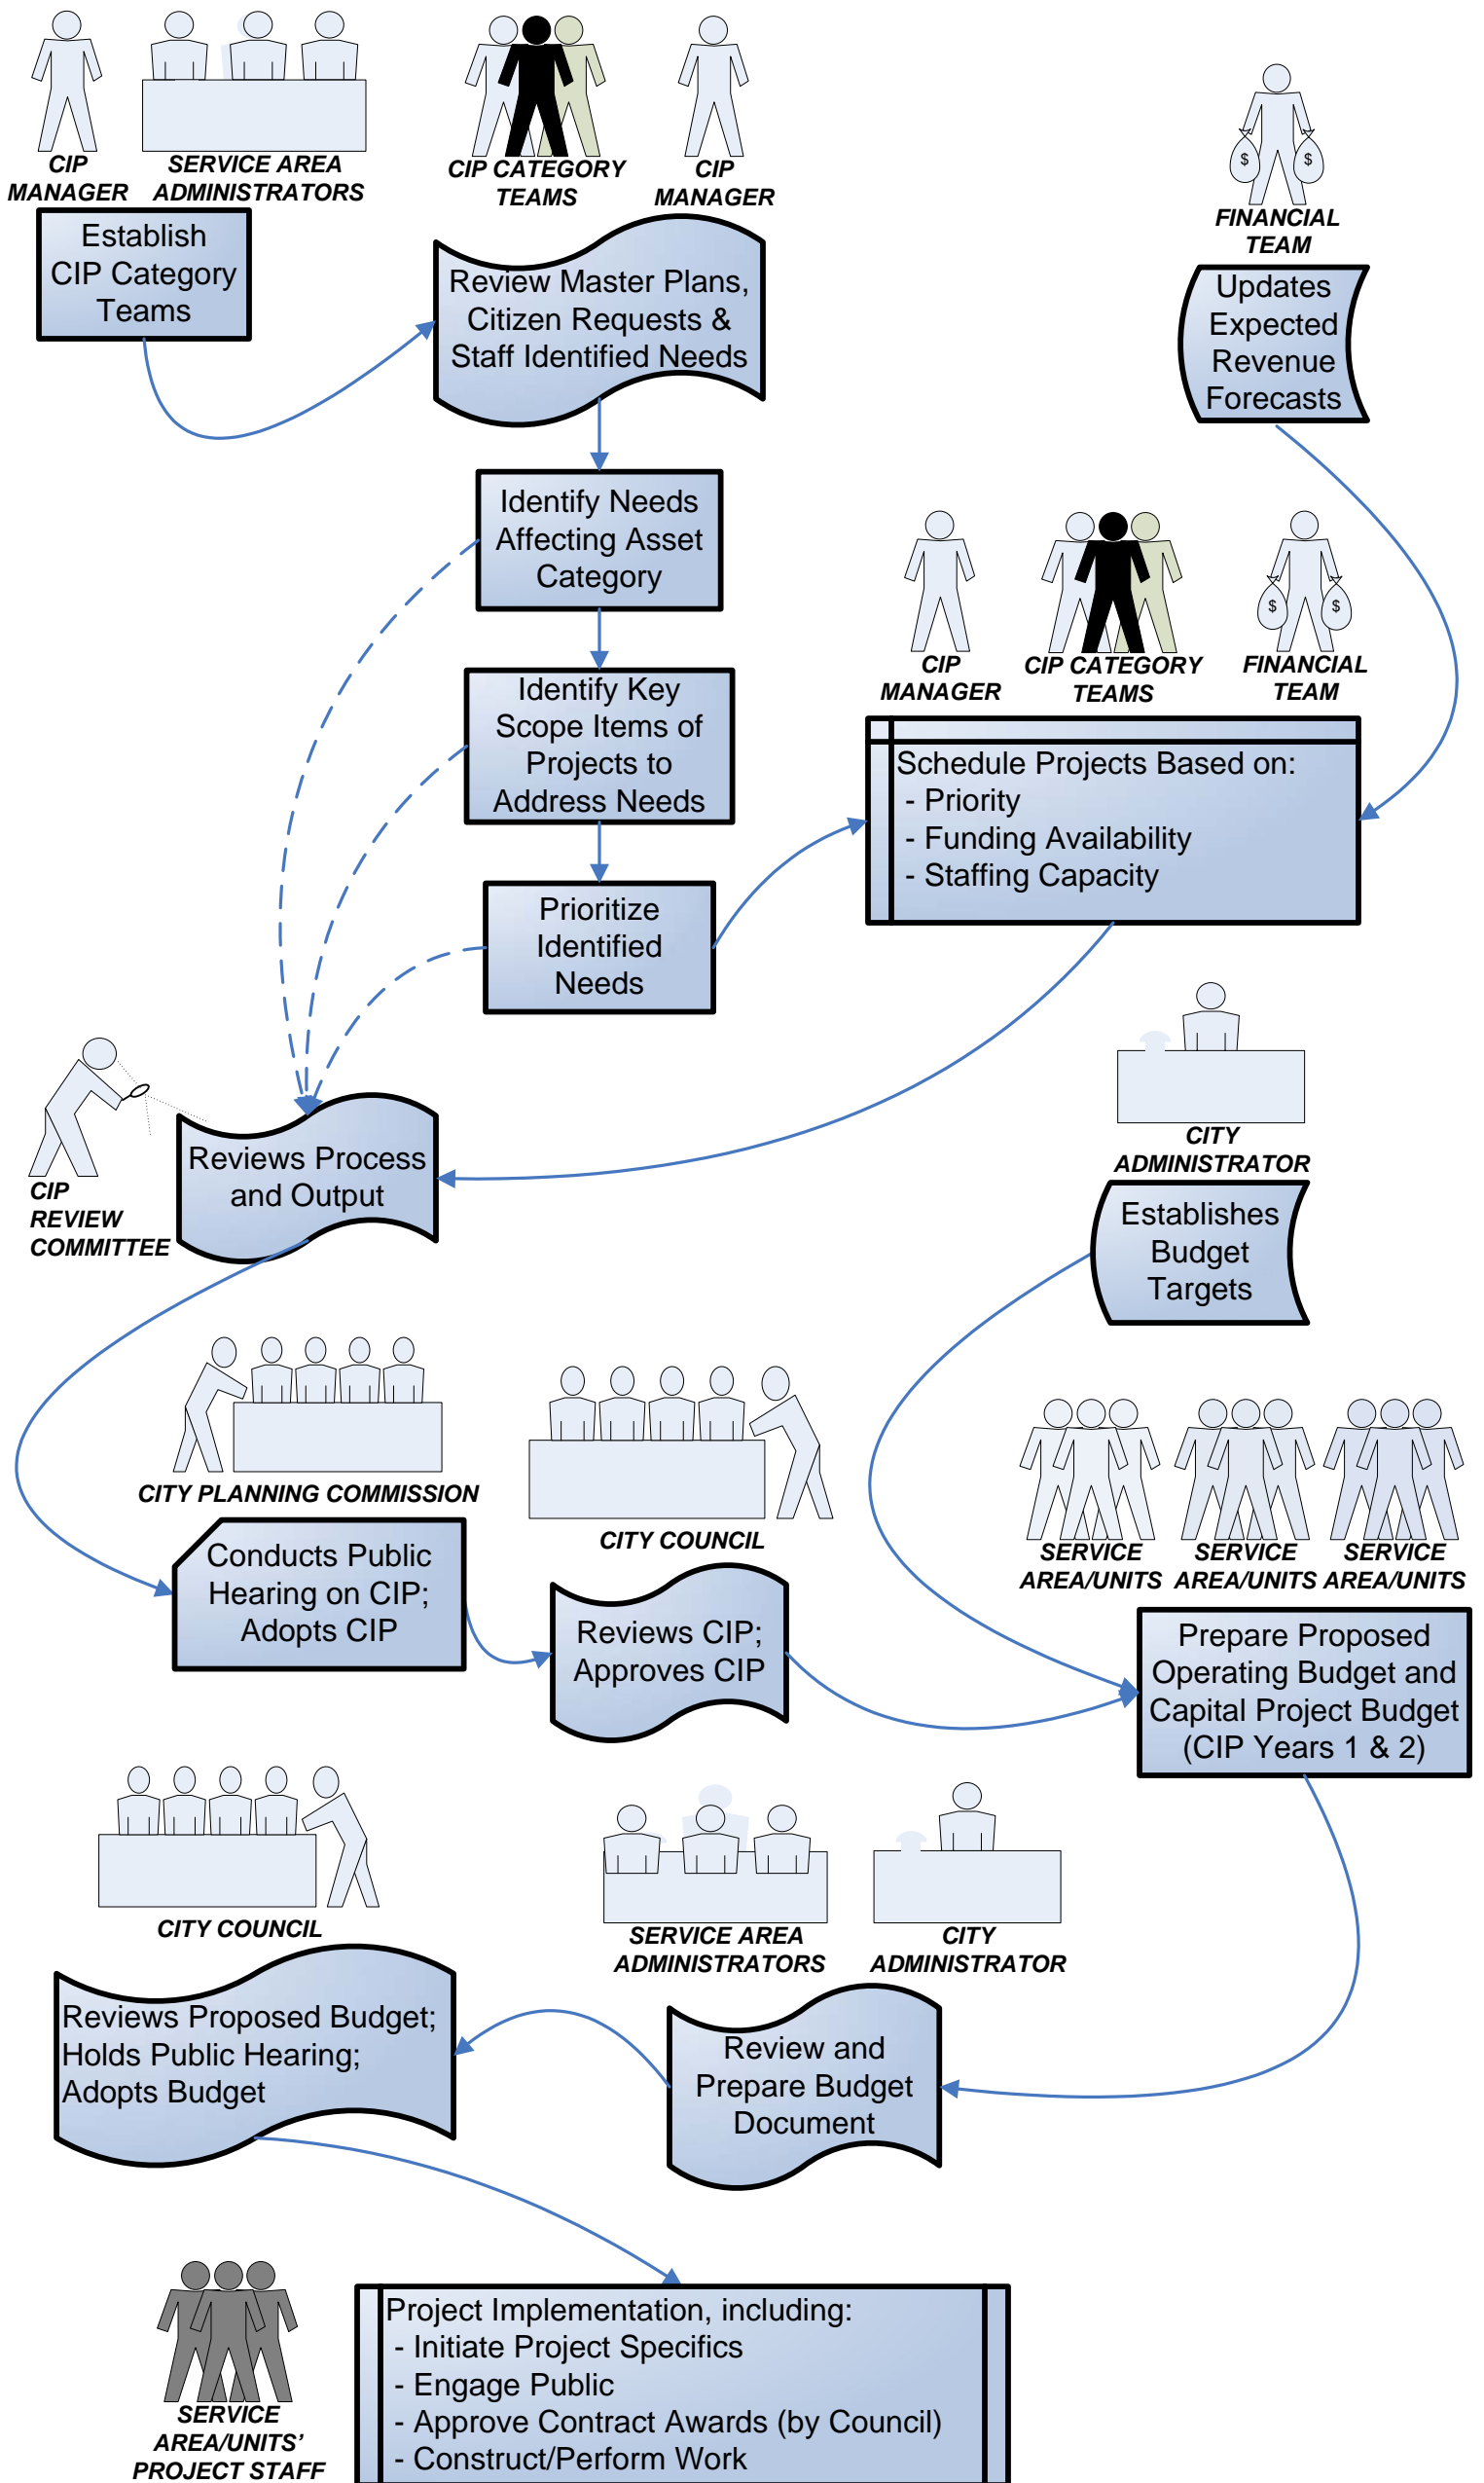 CIP
MANAGER
SERVICE AREA
ADMINISTRATORS
Establish
CIP Category
Teams
CIP CATEGORY
TEAMS
CIP
MANAGER
Review Master Plans,
Citizen Requests &
Staff Identified Needs
$ $
FINANCIAL
TEAM
Updates
Expected
Revenue
Forecasts
Identify Needs
Affecting Asset
Category
Identify Key
Scope Items of
Projects to
Address Needs
Prioritize
Identified
Needs
CIP
MANAGER
CIP CATEGORY
TEAMS
$ $
FINANCIAL
TEAM
Schedule Projects Based on:
- Priority
- Funding Availability
- Staffing Capacity
CIP
REVIEW
COMMITTEE
Reviews Process
and Output
CITY
ADMINISTRATOR
Establishes
Budget
Targets
CITY PLANNING COMMISSION
Conducts Public
Hearing on CIP;
Adopts CIP
CITY COUNCIL
Reviews CIP;
Approves CIP
SERVICE
AREA/UNITS
SERVICE
AREA/UNITS
SERVICE
AREA/UNITS
Prepare Proposed
Operating Budget and
Capital Project Budget
(CIP Years 1 & 2)
SERVICE AREA
ADMINISTRATORS
CITY
ADMINISTRATOR
Review and
Prepare Budget
Document
CITY COUNCIL
Reviews Proposed Budget;
Holds Public Hearing;
Adopts Budget
SERVICE
AREA/UNITS’
PROJECT STAFF
Project Implementation, including:
- Initiate Project Specifics
- Engage Public
- Approve Contract Awards (by Council)
- Construct/Perform Work